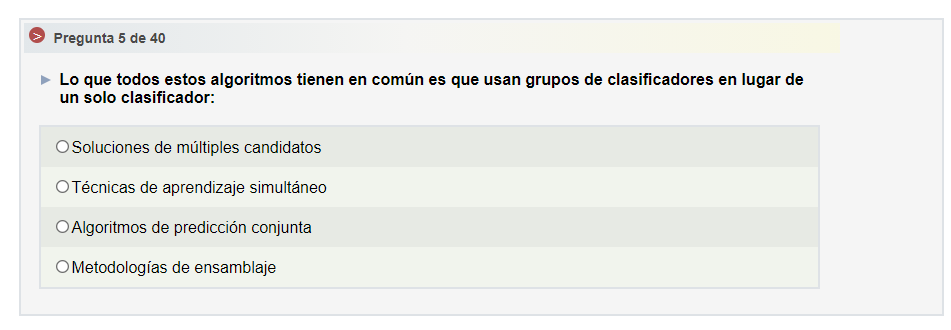 Pregunta 5 de 40
Lo que todos estos algoritmos tienen en común es que usan grupos de clasificadores en lugar de
un solo clasificador:
Soluciones de múltiples candidatos
Técnicas de aprendizaje simultáneo
Algoritmos de predicción conjunta
Metodologías de ensamblaje